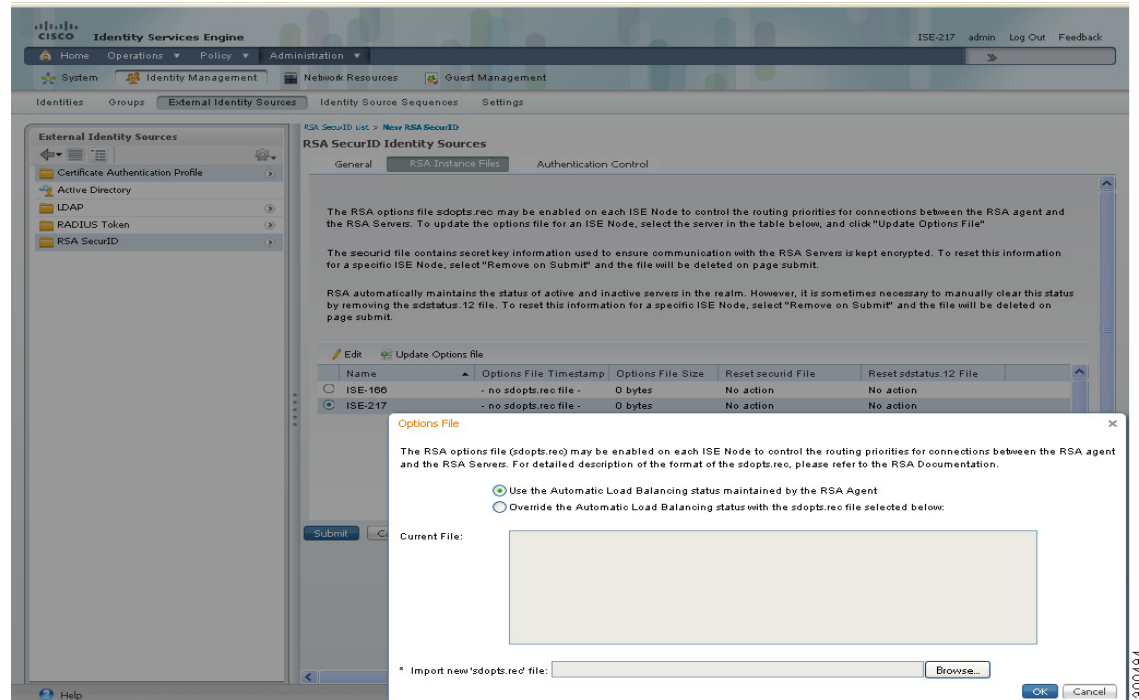 cisco Identity Services Engine
ISE-217 admin Log Out Feedback
Home Operations Policy Administration
System Identity Management Network Resources Guest Management
Identities Groups External Identity Sources Identity Source Sequences Settings
External Identity Sources
Certificate Authentication Profile
Active Directory
LDAP
RADIUS Token
RSA SecurID
RSA SecurID List > New RSA SecurID
RSA SecurID Identity Sources
General RSA Instance Files Authentication Control
The RSA options file sdopts.rec may be enabled on each ISE Node to control the routing priorities for connections between the RSA agent and
the RSA Servers. To update the options file for an ISE Node, select the server in the table below, and click "Update Options File"
The securid file contains secret key information used to ensure communication with the RSA Servers is kept encrypted. To reset this information
for a specific ISE Node, select "Remove on Submit" and the file will be deleted on page submit.
RSA automatically maintains the status of active and inactive servers in the realm. However, it is sometimes necessary to manually clear this status
by removing the sdstatus.12 file. To reset this information for a specific ISE Node, select "Remove on Submit" and the file will be deleted on
page submit.
Edit Update Options file
Name Options File Timestamp Options File Size Reset securid File Reset sdstatus.12 File
ISE-166 - no sdopts.rec file - 0 bytes No action No action
ISE-217 - no sdopts.rec file - 0 bytes No action No action
Submit
Options File
The RSA options file (sdopts.rec) may be enabled on each ISE Node to control the routing priorities for connections between the RSA agent
and the RSA Servers. For detailed description of the format of the sdopts.rec, please refer to the RSA Documentation.
Use the Automatic Load Balancing status maintained by the RSA Agent
Override the Automatic Load Balancing status with the sdopts.rec file selected below:
Current File:
* Import new 'sdopts.rec' file: Browse...
OK Cancel
Help